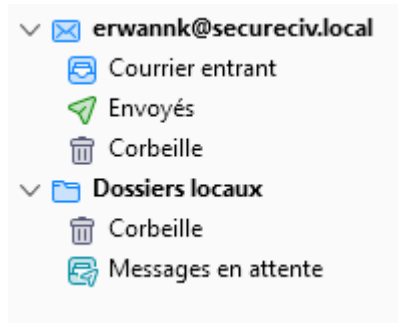 erwannk@secureciv.local
Courrier entrant
Envoyés
Corbeille
Dossiers locaux
Corbeille
Messages en attente